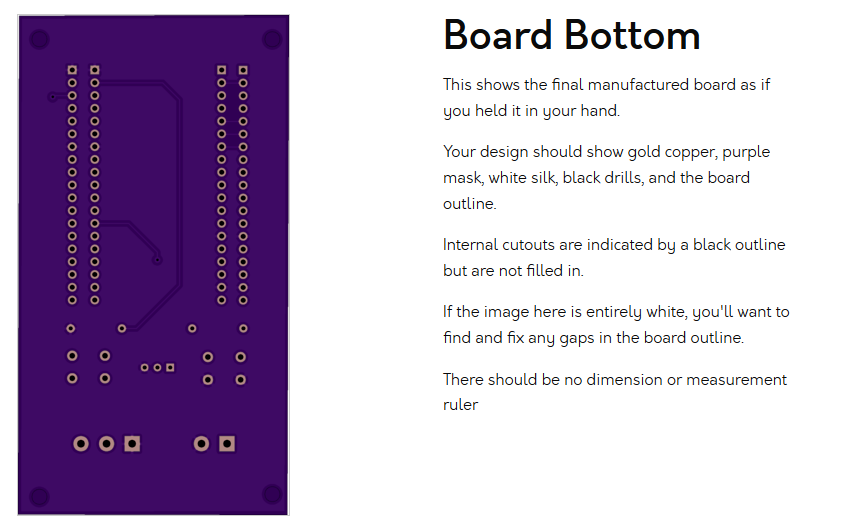 Board Bottom
This shows the final manufactured board as if
you held it in your hand.
Your design should show gold copper, purple
mask, white silk, black drills, and the board
outline.
Internal cutouts are indicated by a black outline
but are not filled in.
If the image here is entirely white, you'll want to
find and fix any gaps in the board outline.
There should be no dimension or measurement
ruler